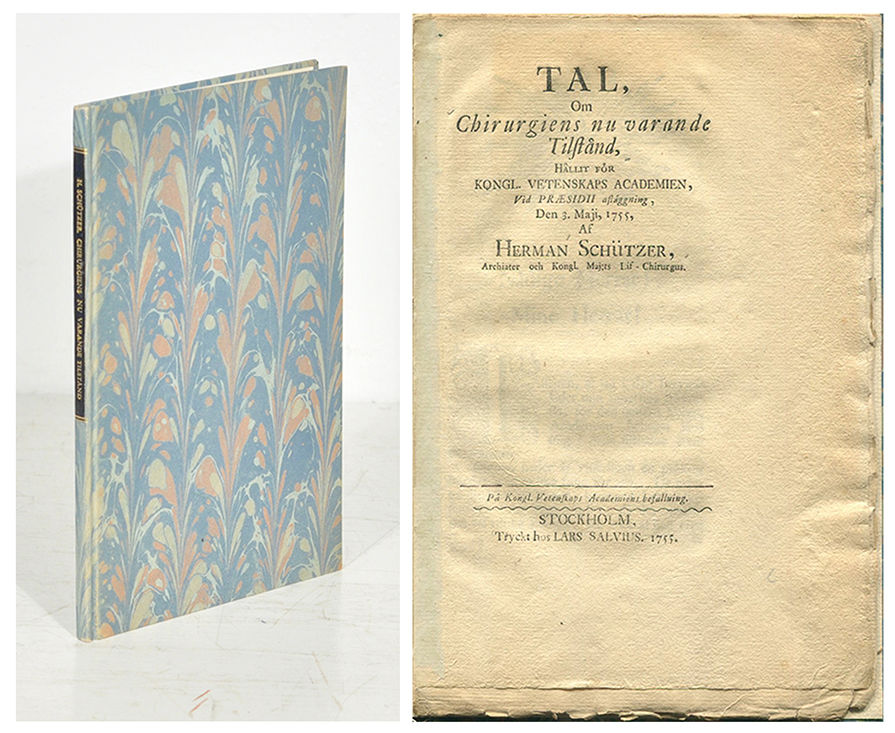 H. SCHÜTZER. CHIRURGIENS NU VARANDE TILSTÅND
TAL,
Om
Chirurgiens nu varande
Tilstånd,
HÅLLIT FÖR
KONGL. VETENSKAPS ACADEMIEN,
Vid PRÆSIDII afläggning,
Den 3. Maji, 1755,
Af
HERMAN SCHÜTZER,
Archiater och Kongl. Maj:ts Lif-Chirurgus.
På Kongl. Vetenskaps Academiens befallning.
STOCKHOLM,
Tryckt hos LARS SALVIUS. 1755.